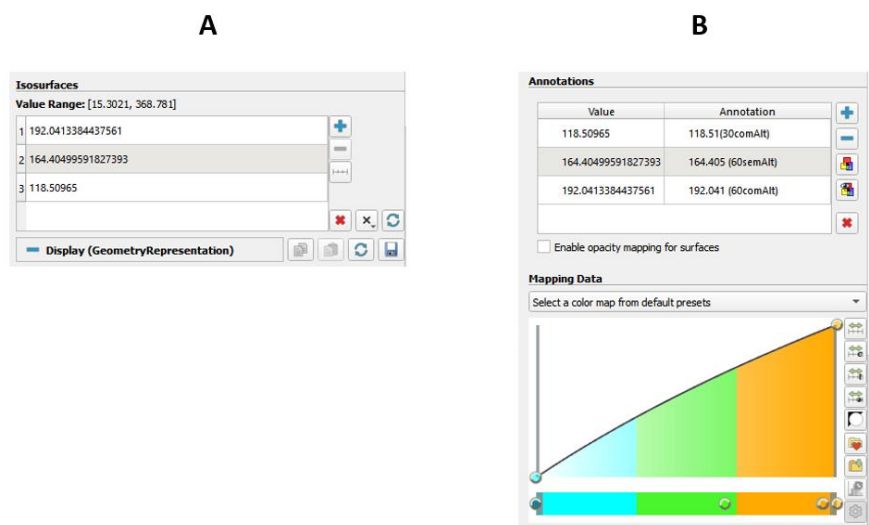 A
B
Isosurfaces
Value Range: [15.3021, 368.781]
1 192.0413384437561
2 164.40499591827393
3 118.50965
Display (GeometryRepresentation)
Annotations
Value Annotation
118.50965 118.51(30comAlt)
164.40499591827393 164.405 (60semAlt)
192.0413384437561 192.041 (60comAlt)
Enable opacity mapping for surfaces
Mapping Data
Select a color map from default presets